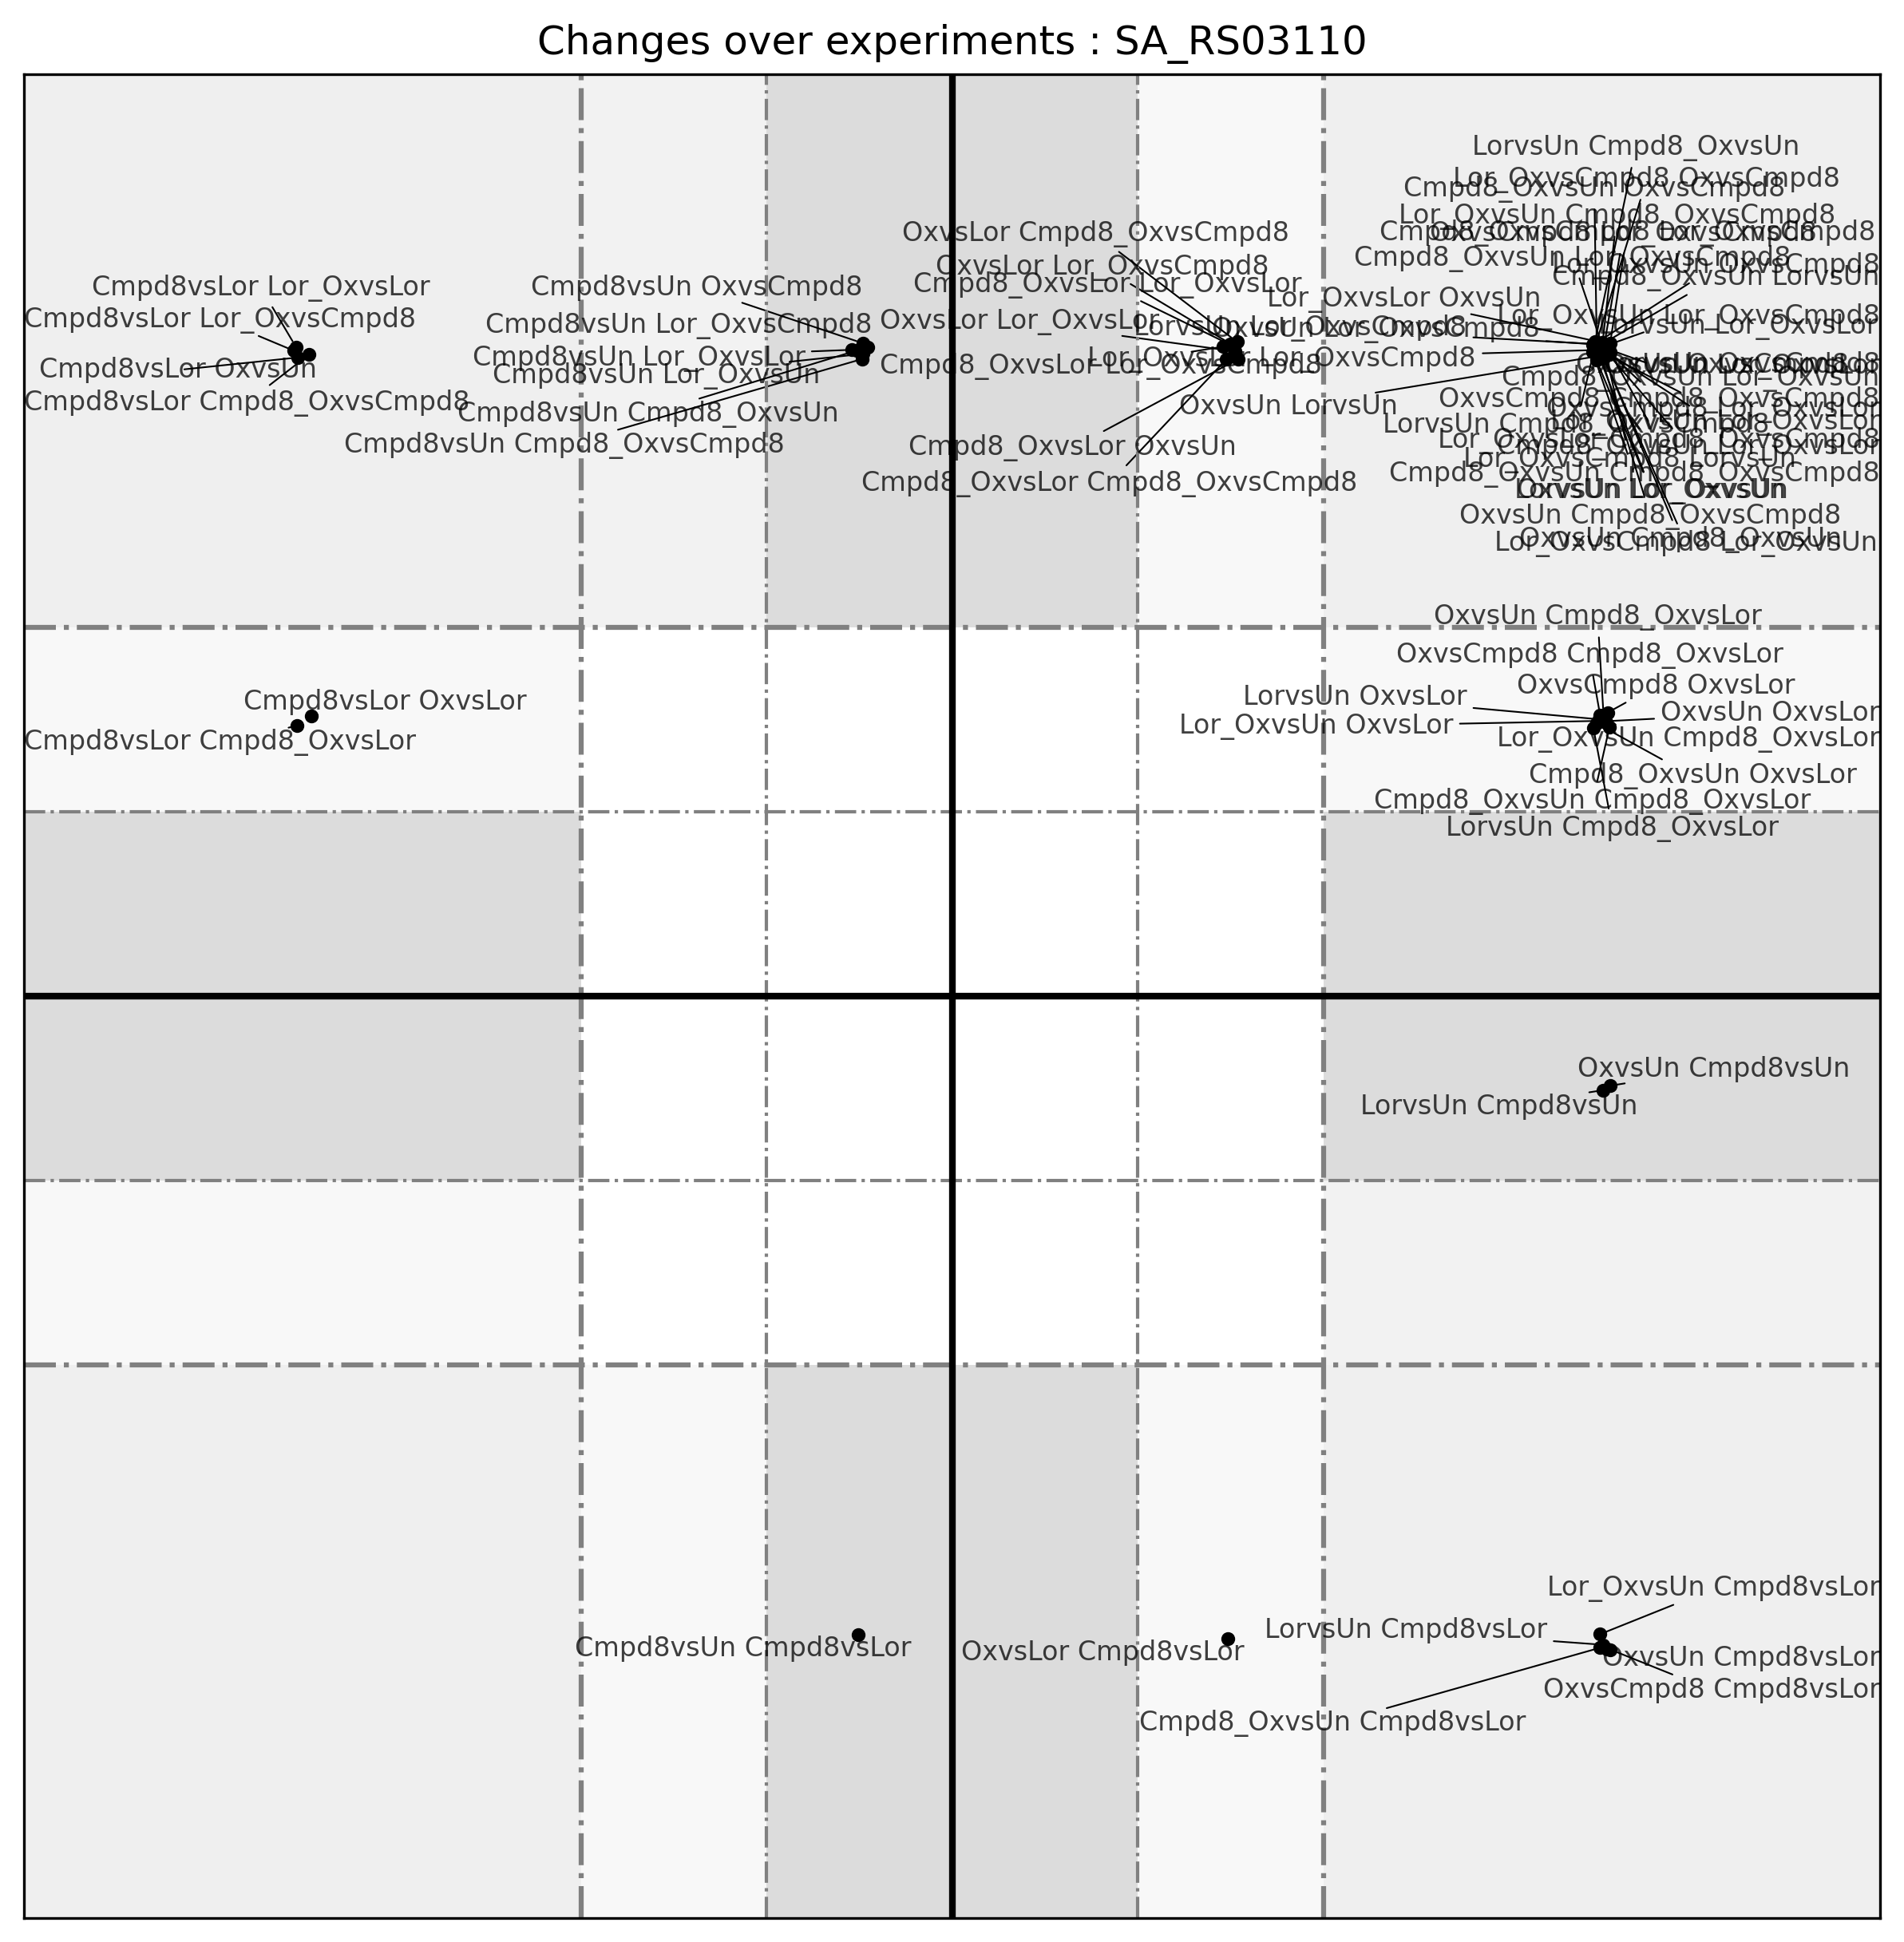 Changes over experiments : SA_RS03110
LorvsUn Cmpd8_OxvsUn
Lor_OxvsCmpd8 OxvsCmpd8
Cmpd8_OxvsUn OxvsCmpd8
Lor_OxvsUn Cmpd8_OxvsCmpd8
OxvsLor Cmpd8_OxvsCmpd8
Cmpd8_OxvsUn Lor_OxvsCmpd8
OxvsLor Lor_OxvsCmpd8
Cmpd8_OxvsUn LorvsUn
Cmpd8_OxvsLor Lor_OxvsLor
Cmpd8vsLor Lor_OxvsLor
Cmpd8vsUn OxvsCmpd8
Lor_OxvsLor OxvsUn
Cmpd8vsLor Lor_OxvsCmpd8
Lor_OxvsUn Lor_OxvsCmpd8
Cmpd8vsUn Lor_OxvsCmpd8
OxvsLor Lor_OxvsLor
LorvsUn Lor_OxvsLor
Cmpd8vsUn Lor_OxvsLor
Lor_OxvsLor Lor_OxvsCmpd8
Cmpd8_OxvsLor Lor_OxvsCmpd8
Cmpd8vsLor OxvsUn
Cmpd8vsUn Lor_OxvsUn
Cmpd8_OxvsUn Lor_OxvsUn
Cmpd8vsLor Cmpd8_OxvsCmpd8
OxvsCmpd8 Cmpd8_OxvsCmpd8
OxvsUn LorvsUn
OxvsCmpd8 Lor_OxvsLor
Cmpd8vsUn Cmpd8_OxvsUn
LorvsUn Cmpd8_OxvsCmpd8
Cmpd8vsUn Cmpd8_OxvsCmpd8
Cmpd8_OxvsLor OxvsUn
Lor_OxvsLor Cmpd8_OxvsCmpd8
Cmpd8_OxvsUn Lor_OxvsLor
Lor_OxvsCmpd8 LorvsUn
Cmpd8_OxvsUn Cmpd8_OxvsCmpd8
Cmpd8_OxvsLor Cmpd8_OxvsCmpd8
LorvsUn Lor_OxvsUn
OxvsUn Cmpd8_OxvsCmpd8
OxvsUn Cmpd8_OxvsUn
Lor_OxvsCmpd8 Lor_OxvsUn
OxvsUn Cmpd8_OxvsLor
OxvsCmpd8 Cmpd8_OxvsLor
OxvsCmpd8 OxvsLor
LorvsUn OxvsLor
Cmpd8vsLor OxvsLor
OxvsUn OxvsLor
Lor_OxvsUn OxvsLor
Lor_OxvsUn Cmpd8_OxvsLor
Cmpd8vsLor Cmpd8_OxvsLor
Cmpd8_OxvsUn OxvsLor
Cmpd8_OxvsUn Cmpd8_OxvsLor
LorvsUn Cmpd8_OxvsLor
OxvsUn Cmpd8vsUn
LorvsUn Cmpd8vsUn
Lor_OxvsUn Cmpd8vsLor
LorvsUn Cmpd8vsLor
Cmpd8vsUn Cmpd8vsLor
OxvsLor Cmpd8vsLor
OxvsUn Cmpd8vsLor
OxvsCmpd8 Cmpd8vsLor
Cmpd8_OxvsUn Cmpd8vsLor